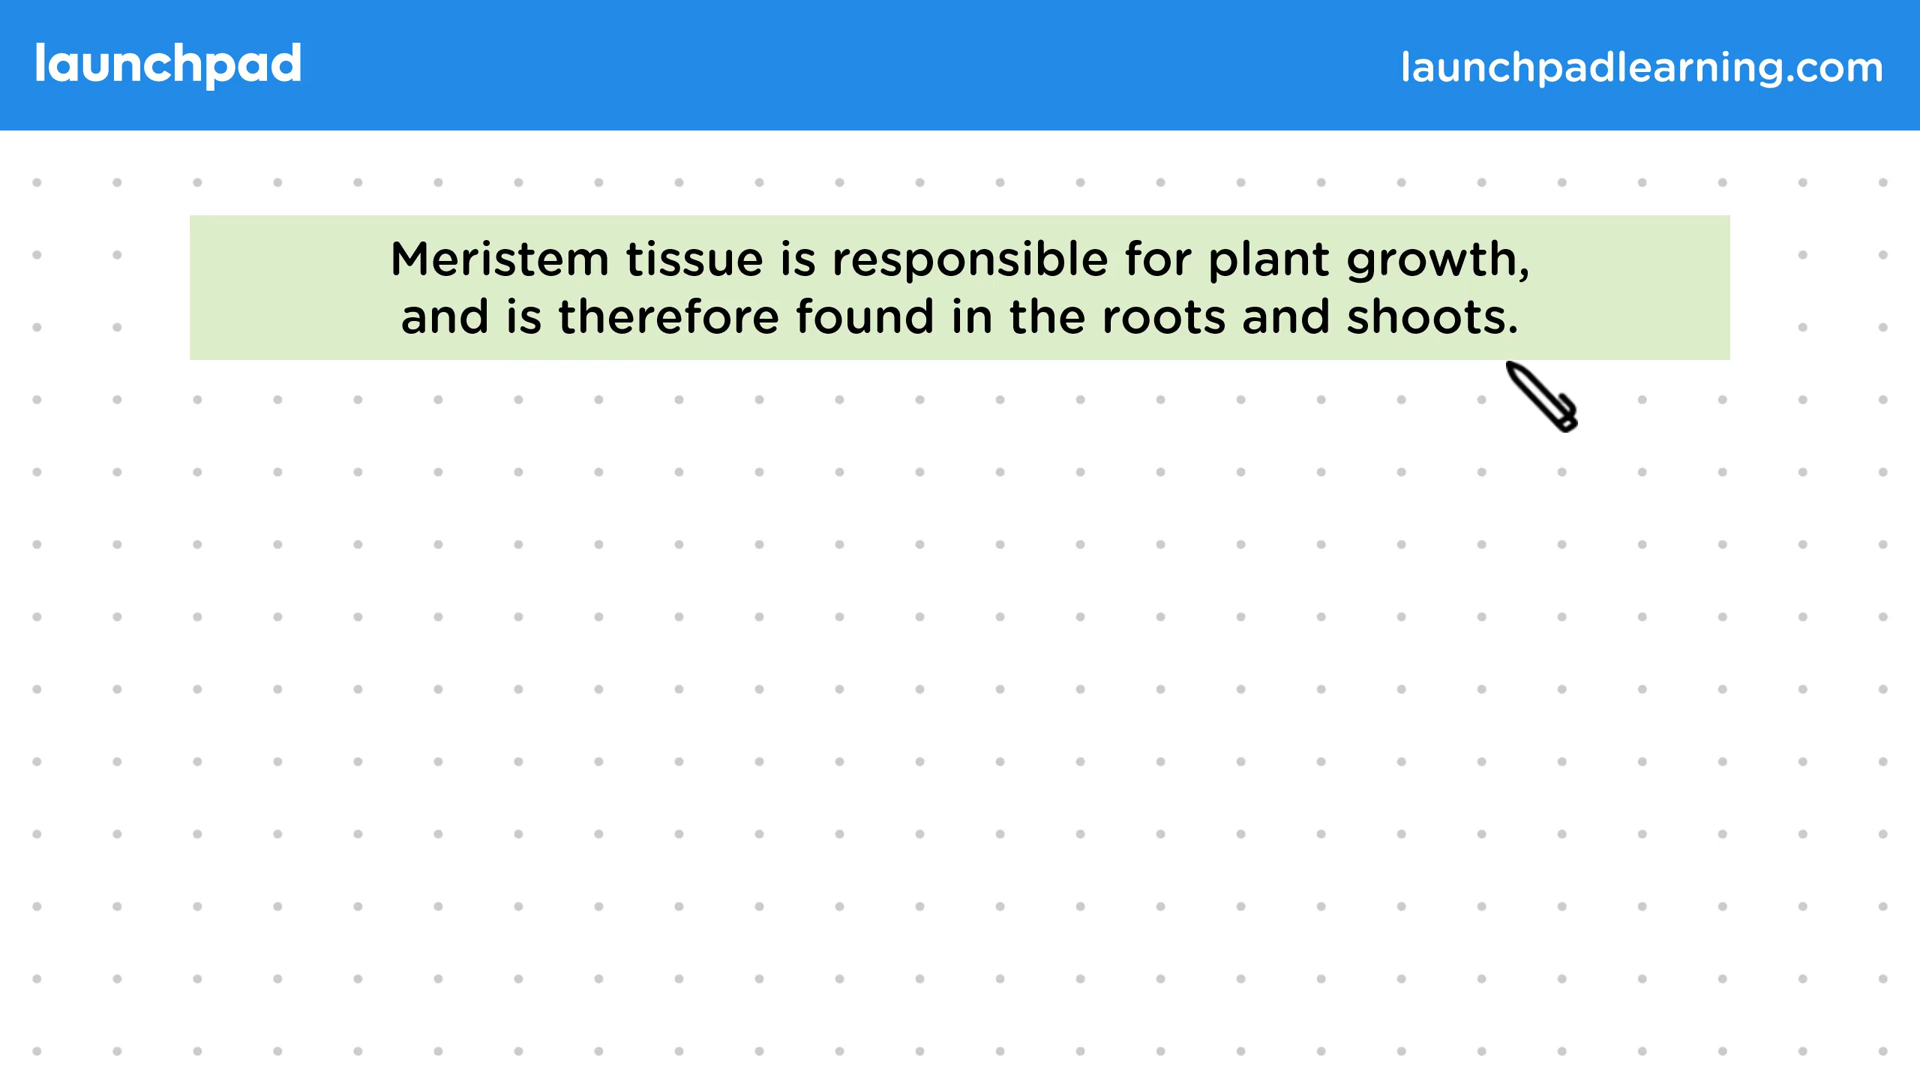 launchpad
launchpadlearning.com
Meristem tissue is responsible for plant growth,
and is therefore found in the roots and shoots.